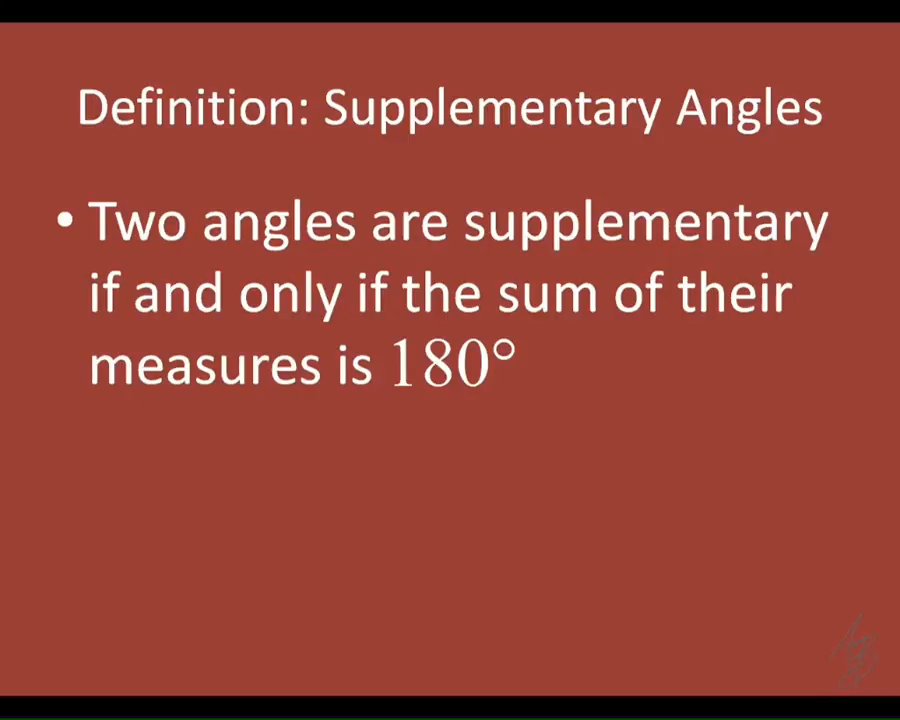 Definition: Supplementary Angles
• Two angles are supplementary
if and only if the sum of their
measures is 180°